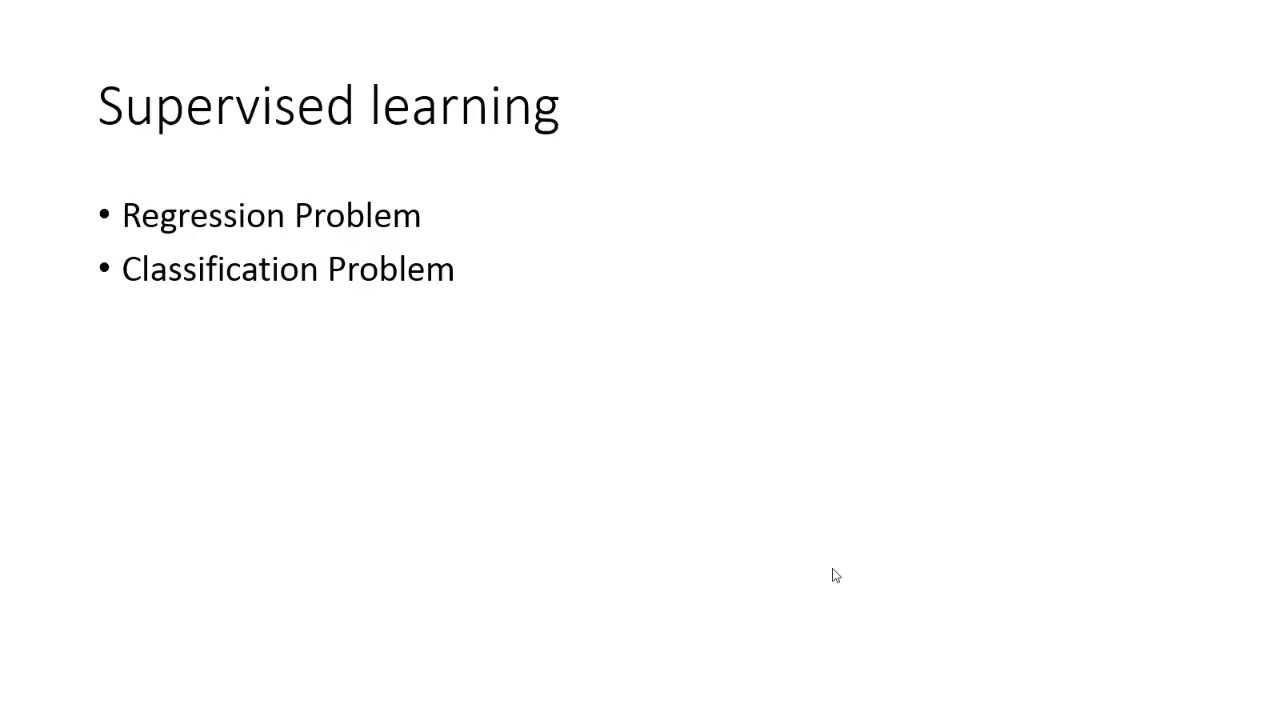 Supervised learning
• Regression Problem
• Classification Problem